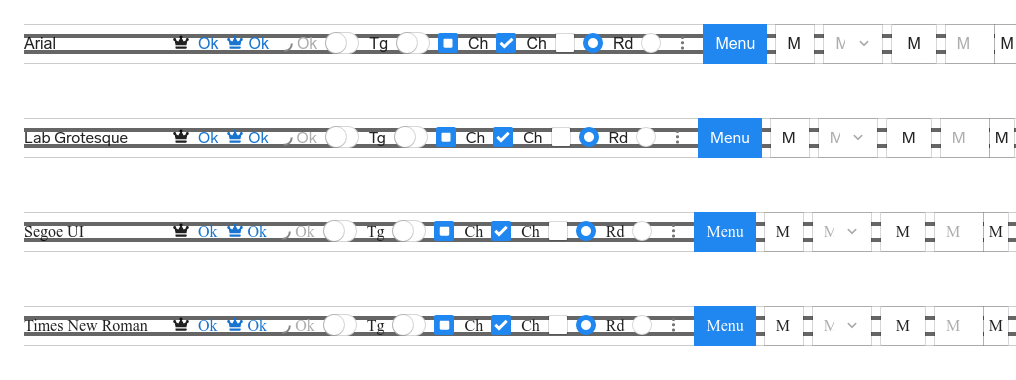 Arial Ok Ok Ok Tg Ch Ch Rd Menu M M M M M
Lab Grotesque Ok Ok Ok Tg Ch Ch Rd Menu M M M M M
Segoe UI Ok Ok Ok Tg Ch Ch Rd Menu M M M M M
Times New Roman Ok Ok Ok Tg Ch Ch Rd Menu M M M M M